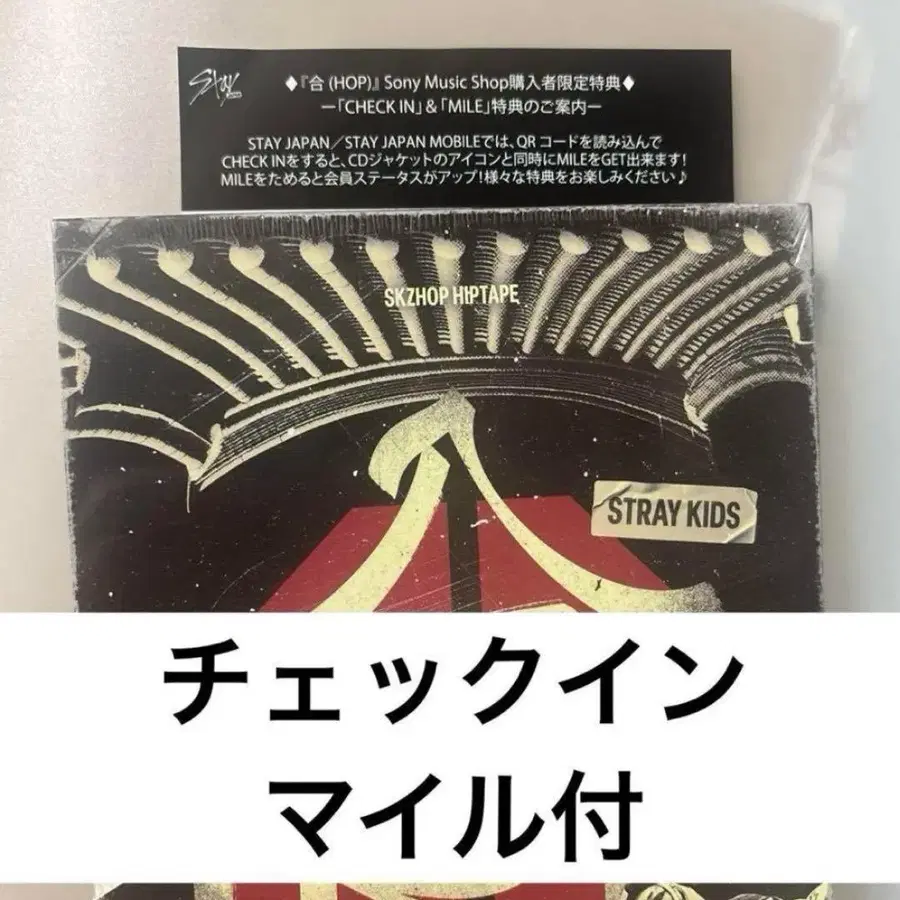 Stay
♦『合 (HOP)』 Sony Music Shop購入者限定特典♦
ー「CHECK IN」&「MILE」特典のご案内ー
STAY JAPAN／STAY JAPAN MOBILEでは、QRコードを読み込んで
CHECK INをすると、CDジャケットのアイコンと同時にMILEをGET出来ます!
MILEをためると会員ステータスがアップ!様々な特典をお楽しみください♪
SKZHOP HIPTAPE
STRAY KIDS
チェックイン
マイル付